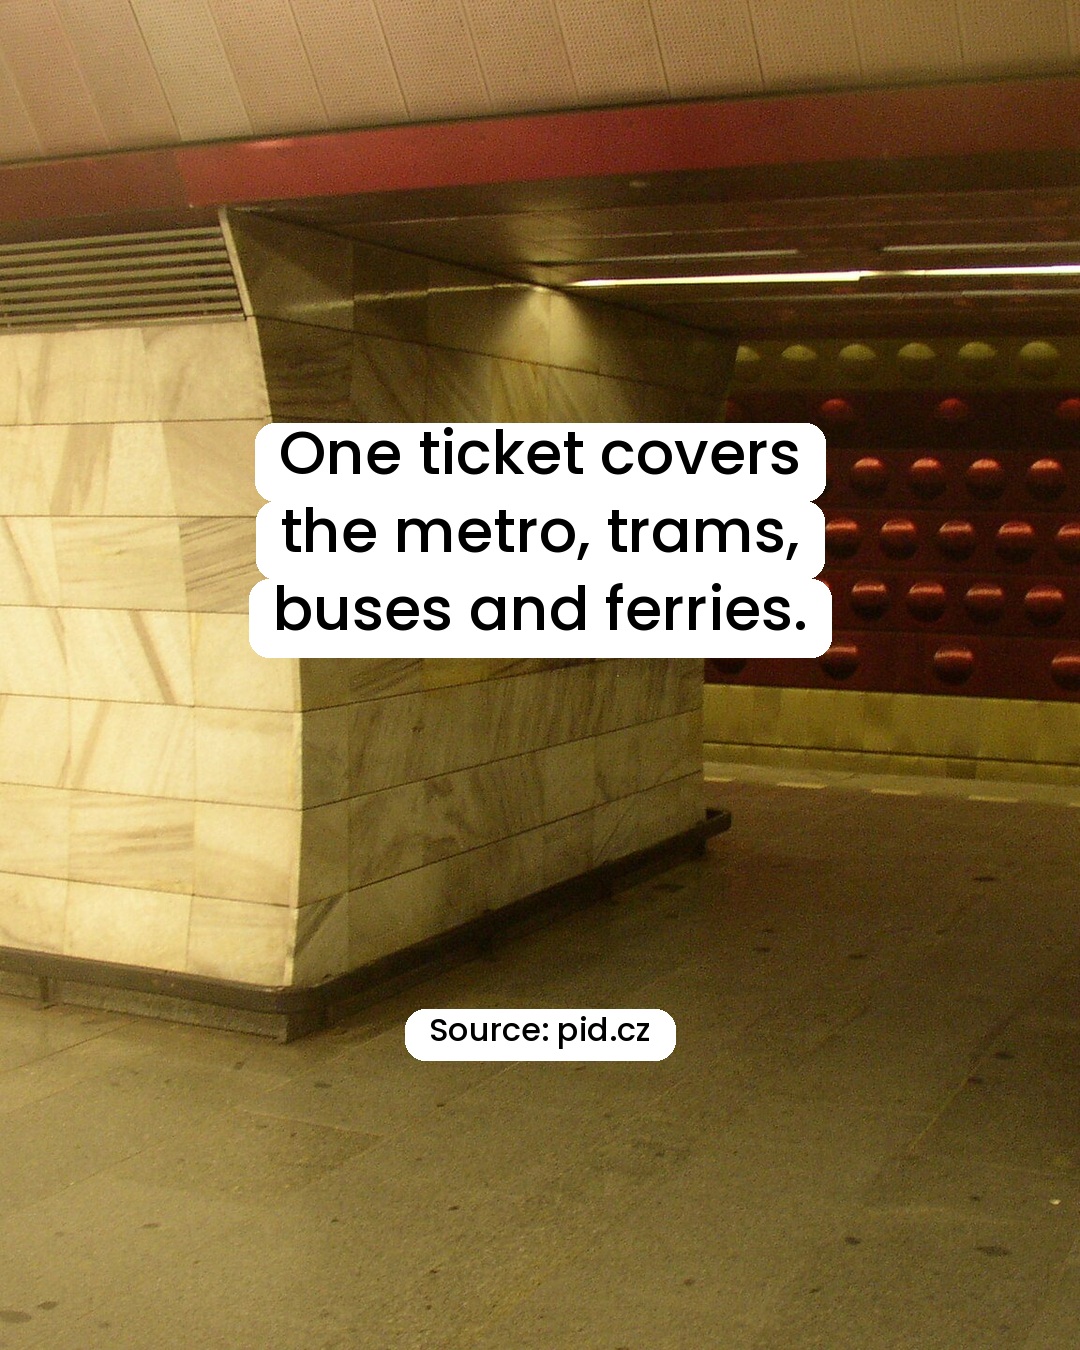 One ticket covers
the metro, trams,
buses and ferries.
Source: pid.cz